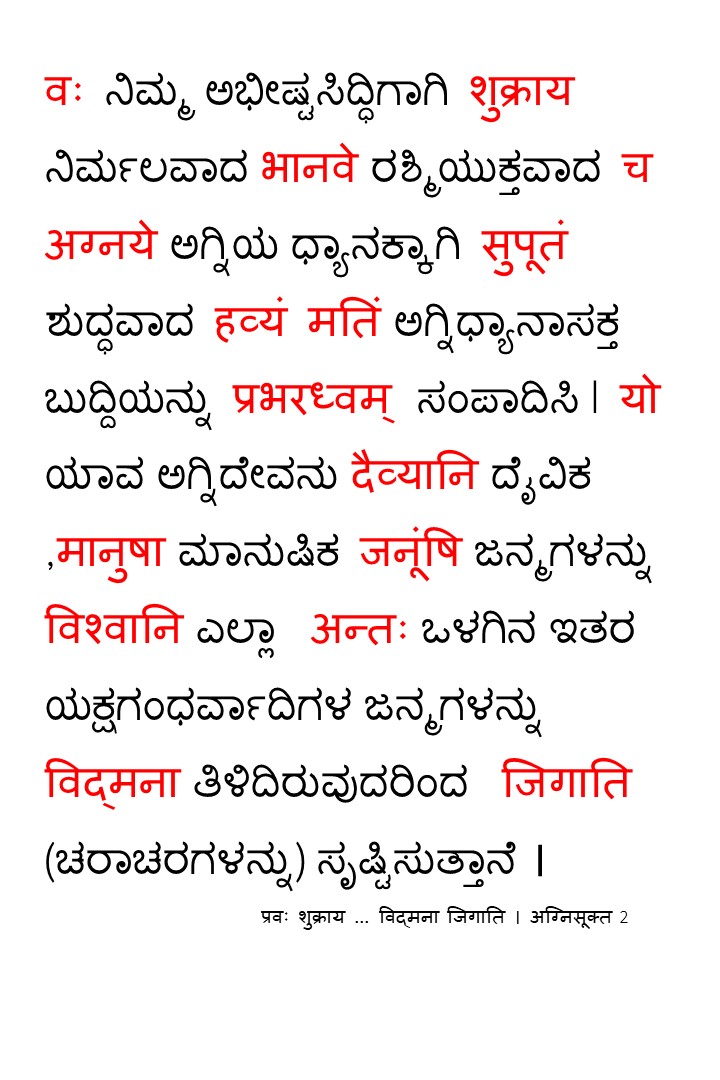 वः ನಿಮ್ಮ ಅಭೀಷ್ಟಸಿದ್ಧಿಗಾಗಿ शुक्राय
ನಿರ್ಮಲವಾದ भानवे ರಶ್ಮಿಯುಕ್ತವಾದ च
अग्नये ಅಗ್ನಿಯ ಧ್ಯಾನಕ್ಕಾಗಿ सुपूतं
ಶುದ್ಧವಾದ हव्यं मतिं ಅಗ್ನಿಧ್ಯಾನಾಸಕ್ತ
ಬುದ್ದಿಯನ್ನು प्रभरध्वम् ಸಂಪಾದಿಸಿ । यो
ಯಾವ ಅಗ್ನಿದೇವನು दैव्यानि ದೈವಿಕ
,मानुषा ಮಾನುಷಿಕ जनूंषि ಜನ್ಮಗಳನ್ನು
विश्वानि ಎಲ್ಲಾ अन्तः ಒಳಗಿನ ಇತರ
ಯಕ್ಷಗಂಧರ್ವಾದಿಗಳ ಜನ್ಮಗಳನ್ನು
विद्मना ತಿಳಿದಿರುವುದರಿಂದ जिगाति
(ಚರಾಚರಗಳನ್ನು) ಸೃಷ್ಟಿಸುತ್ತಾನೆ ।
प्रवः शुक्राय ... विद्मना जिगाति । अग्निसूक्त 2